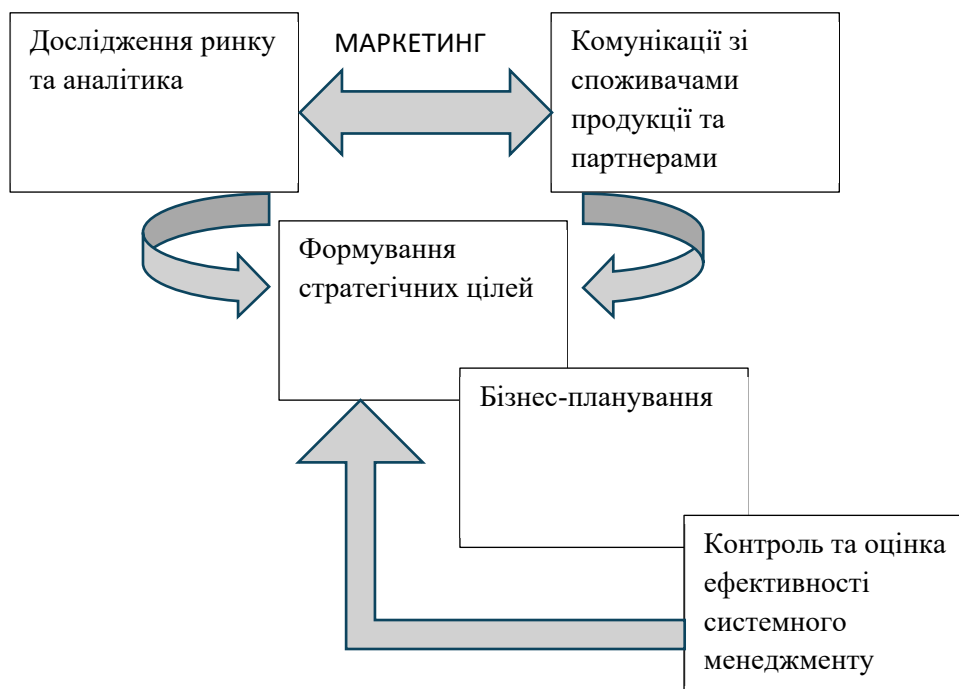 Дослідження ринку
та аналітика
МАРКЕТИНГ
Комунікації зі
споживачами
продукції та
партнерами
Формування
стратегічних цілей
Бізнес-планування
Контроль та оцінка
ефективності
системного
менеджменту